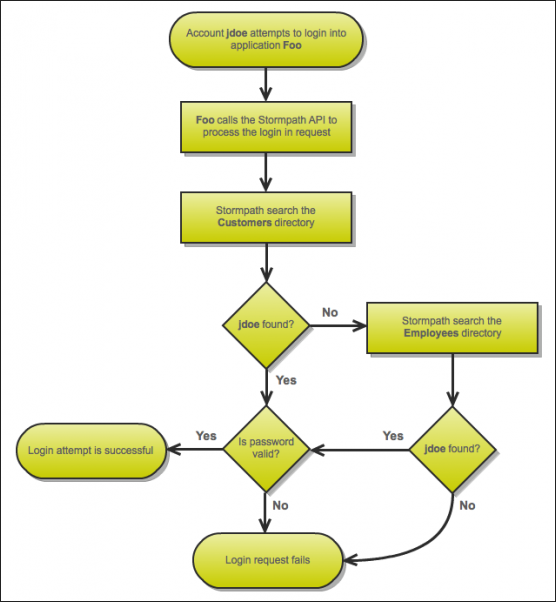 Account jdoe attempts to login into
application Foo
Foo calls the Stormpath API to
process the login in request
Stormpath search the
Customers directory
jdoe found?
No
Stormpath search the
Employees directory
Yes
Login attempt is successful
Yes
Is password
valid?
Yes
jdoe found?
No
No
Login request fails